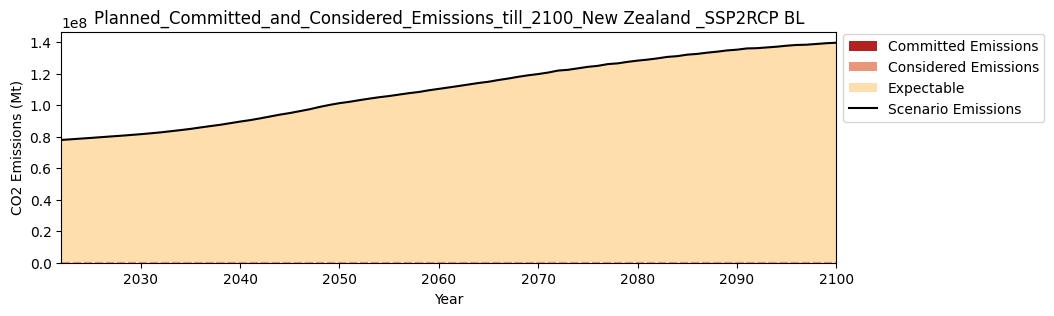 Planned_Committed_and_Considered_Emissions_till_2100_New Zealand _SSP2RCP BL
1e8
1.4
1.2
1.0
0.8
0.6
0.4
0.2
0.0
CO2 Emissions (Mt)
2030 2040 2050 2060 2070 2080 2090 2100
Year
Committed Emissions
Considered Emissions
Expectable
Scenario Emissions